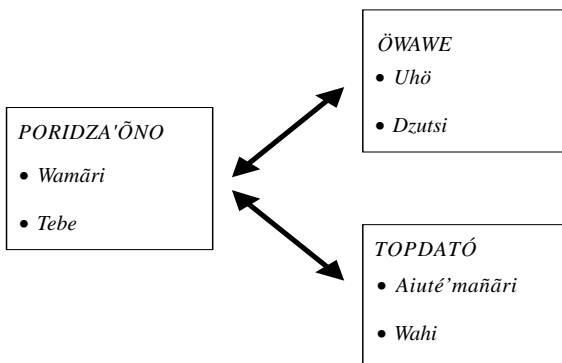 ÖWAWE
• Uhö
• Dzutsi
PORIDZA'ÕNO
• Wamãri
• Tebe
TOPDATÓ
• Aiuté’mañãri
• Wahi